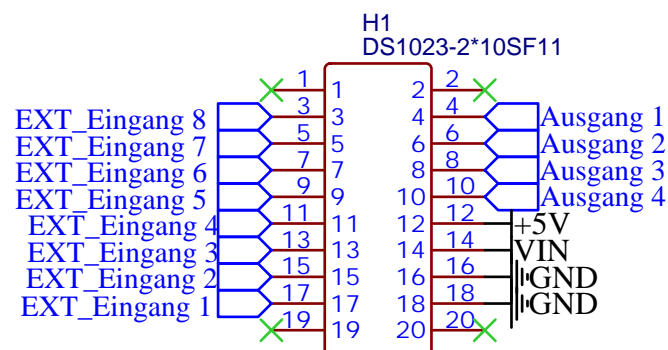 H1
DS1023-2*10SF11
1 1 2 2
EXT_Eingang 8 3 3 4 4 Ausgang 1
EXT_Eingang 7 5 5 6 6 Ausgang 2
EXT_Eingang 6 7 7 8 8 Ausgang 3
EXT_Eingang 5 9 9 10 10 Ausgang 4
EXT_Eingang 4 11 11 12 12 +5V
EXT_Eingang 3 13 13 14 14 VIN
EXT_Eingang 2 15 15 16 16 GND
EXT_Eingang 1 17 17 18 18 GND
19 19 20 20